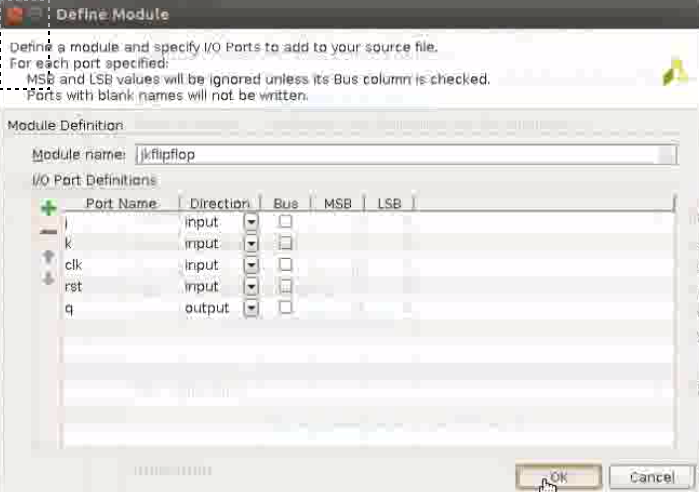 Define Module
Define a module and specify I/O Ports to add to your source file.
For each port specified:
MSB and LSB values will be ignored unless its Bus column is checked.
Ports with blank names will not be written.
Module Definition
Module name: jkflipflop
I/O Port Definitions
Port Name Direction Bus MSB LSB
j input
k input
clk input
rst input
q output
OK Cancel